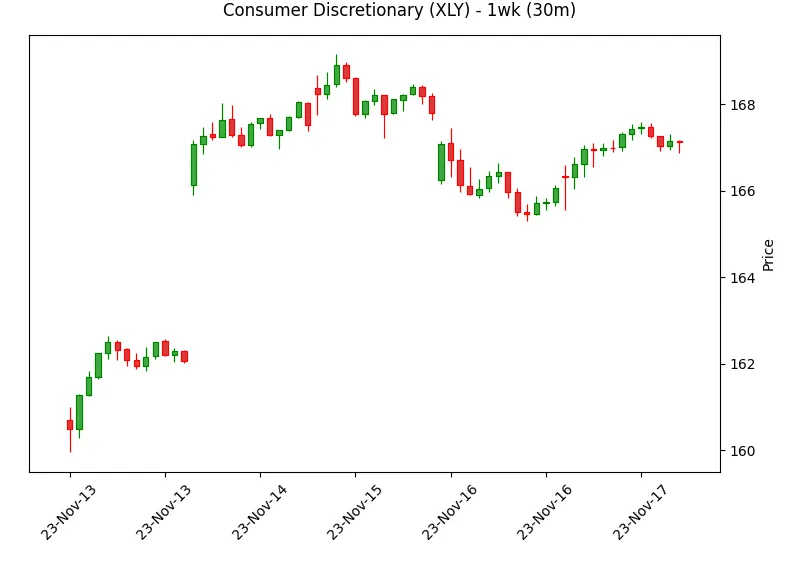 Consumer Discretionary (XLY) - 1wk (30m)
168
166
164
162
160
Price
23-Nov-13
23-Nov-13
23-Nov-14
23-Nov-15
23-Nov-16
23-Nov-16
23-Nov-17